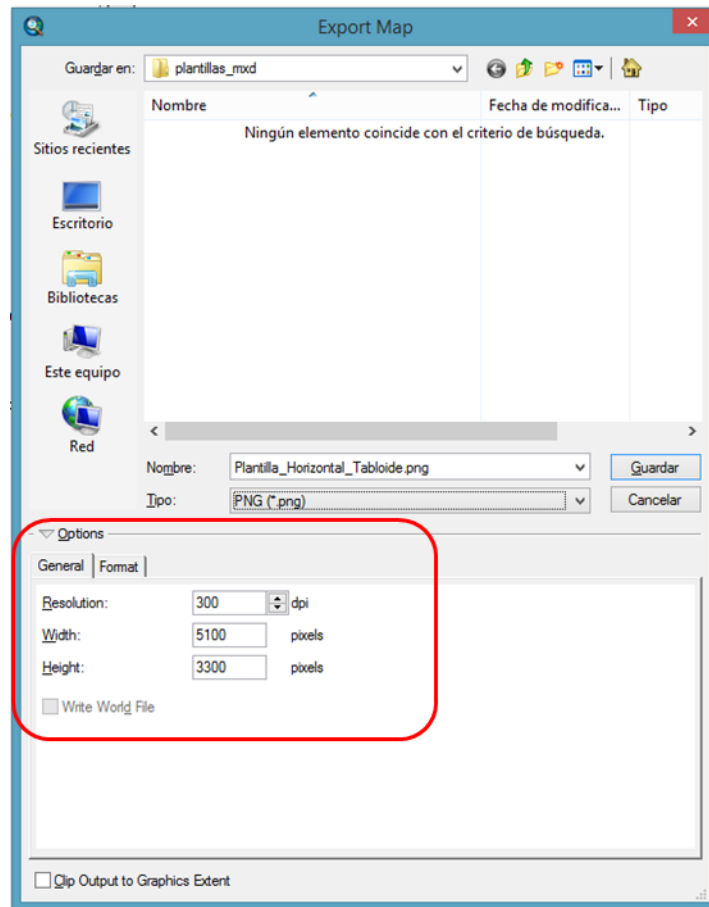 Export Map
Guardar en: plantillas_mxd
Nombre Fecha de modifica... Tipo
Ningún elemento coincide con el criterio de búsqueda.
Sitios recientes
Escritorio
Bibliotecas
Este equipo
Red
Nombre: Plantilla_Horizontal_Tabloide.png Guardar
Tipo: PNG (*.png) Cancelar
Options
General Format
Resolution: 300 dpi
Width: 5100 pixels
Height: 3300 pixels
Write World File
Clip Output to Graphics Extent